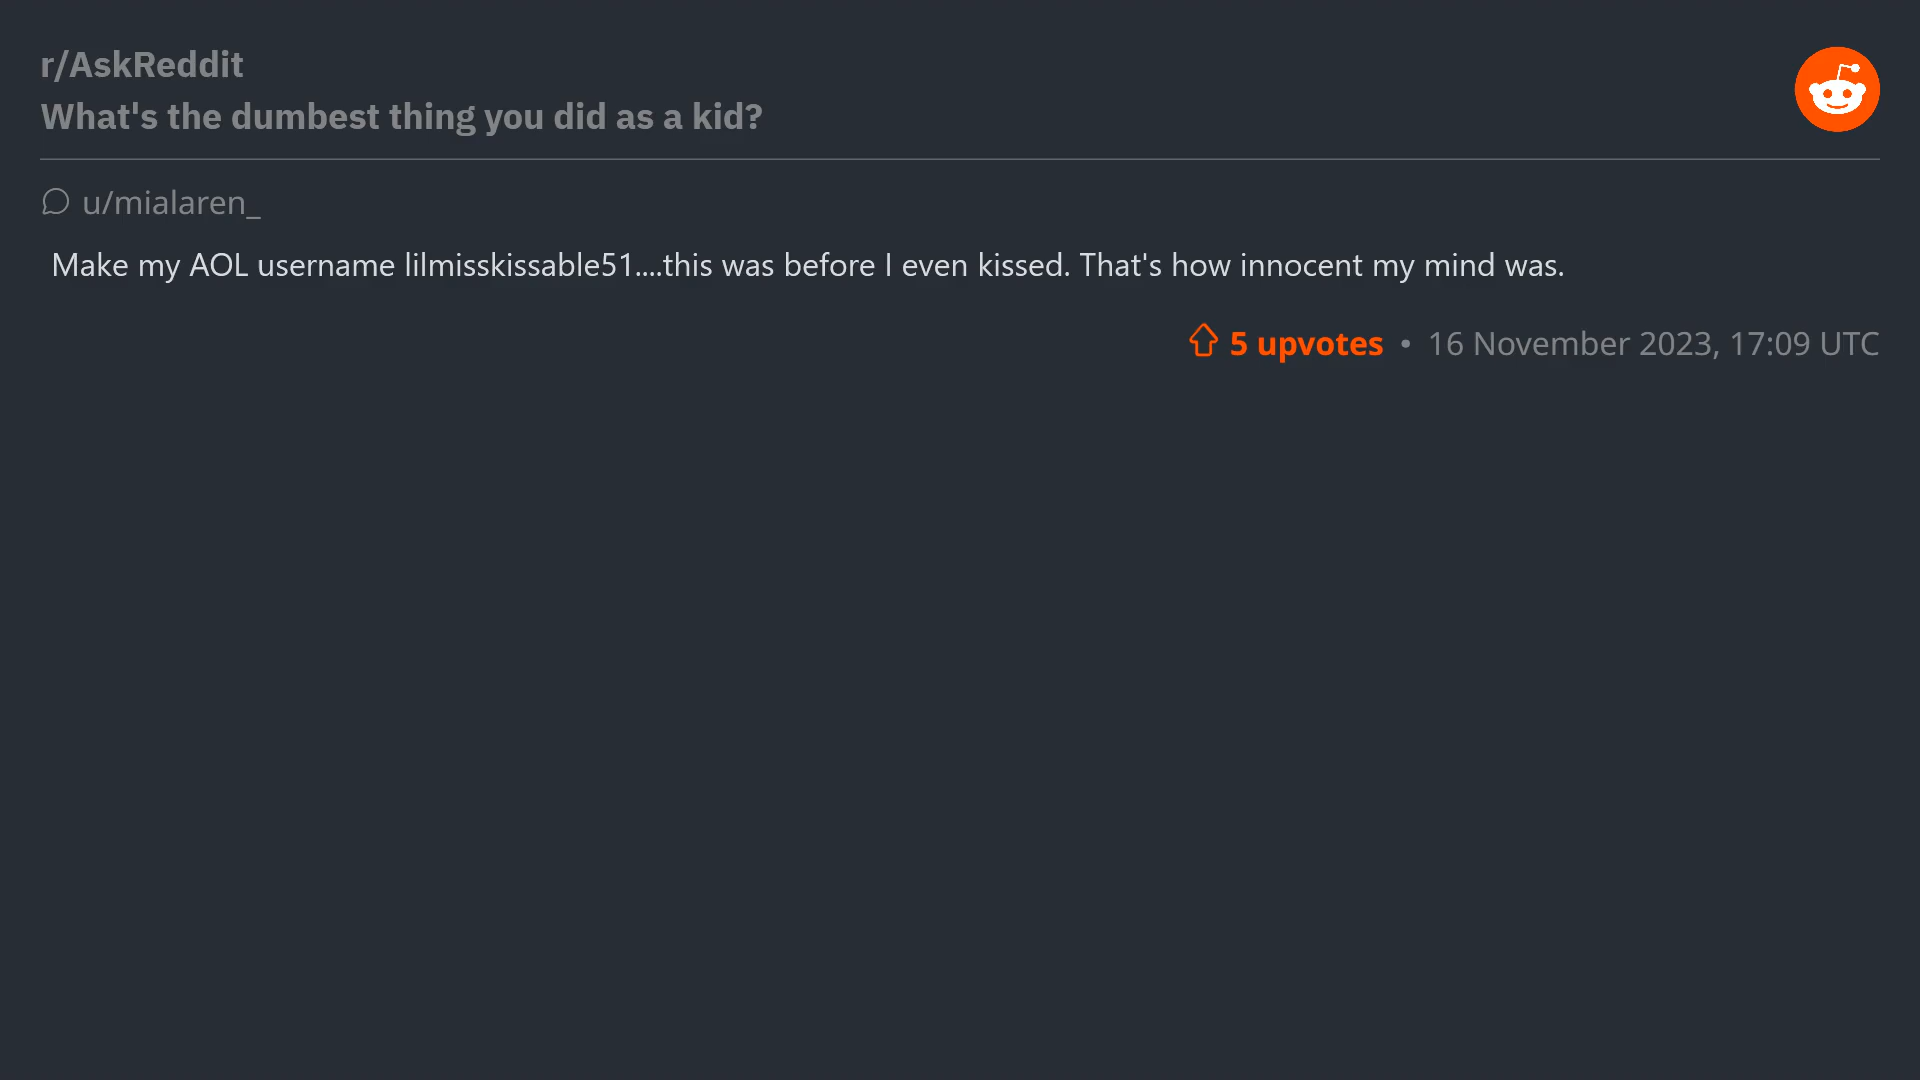 r/AskReddit
What's the dumbest thing you did as a kid?
u/mialaren_
Make my AOL username lilmisskissable51....this was before I even kissed. That's how innocent my mind was.
5 upvotes • 16 November 2023, 17:09 UTC